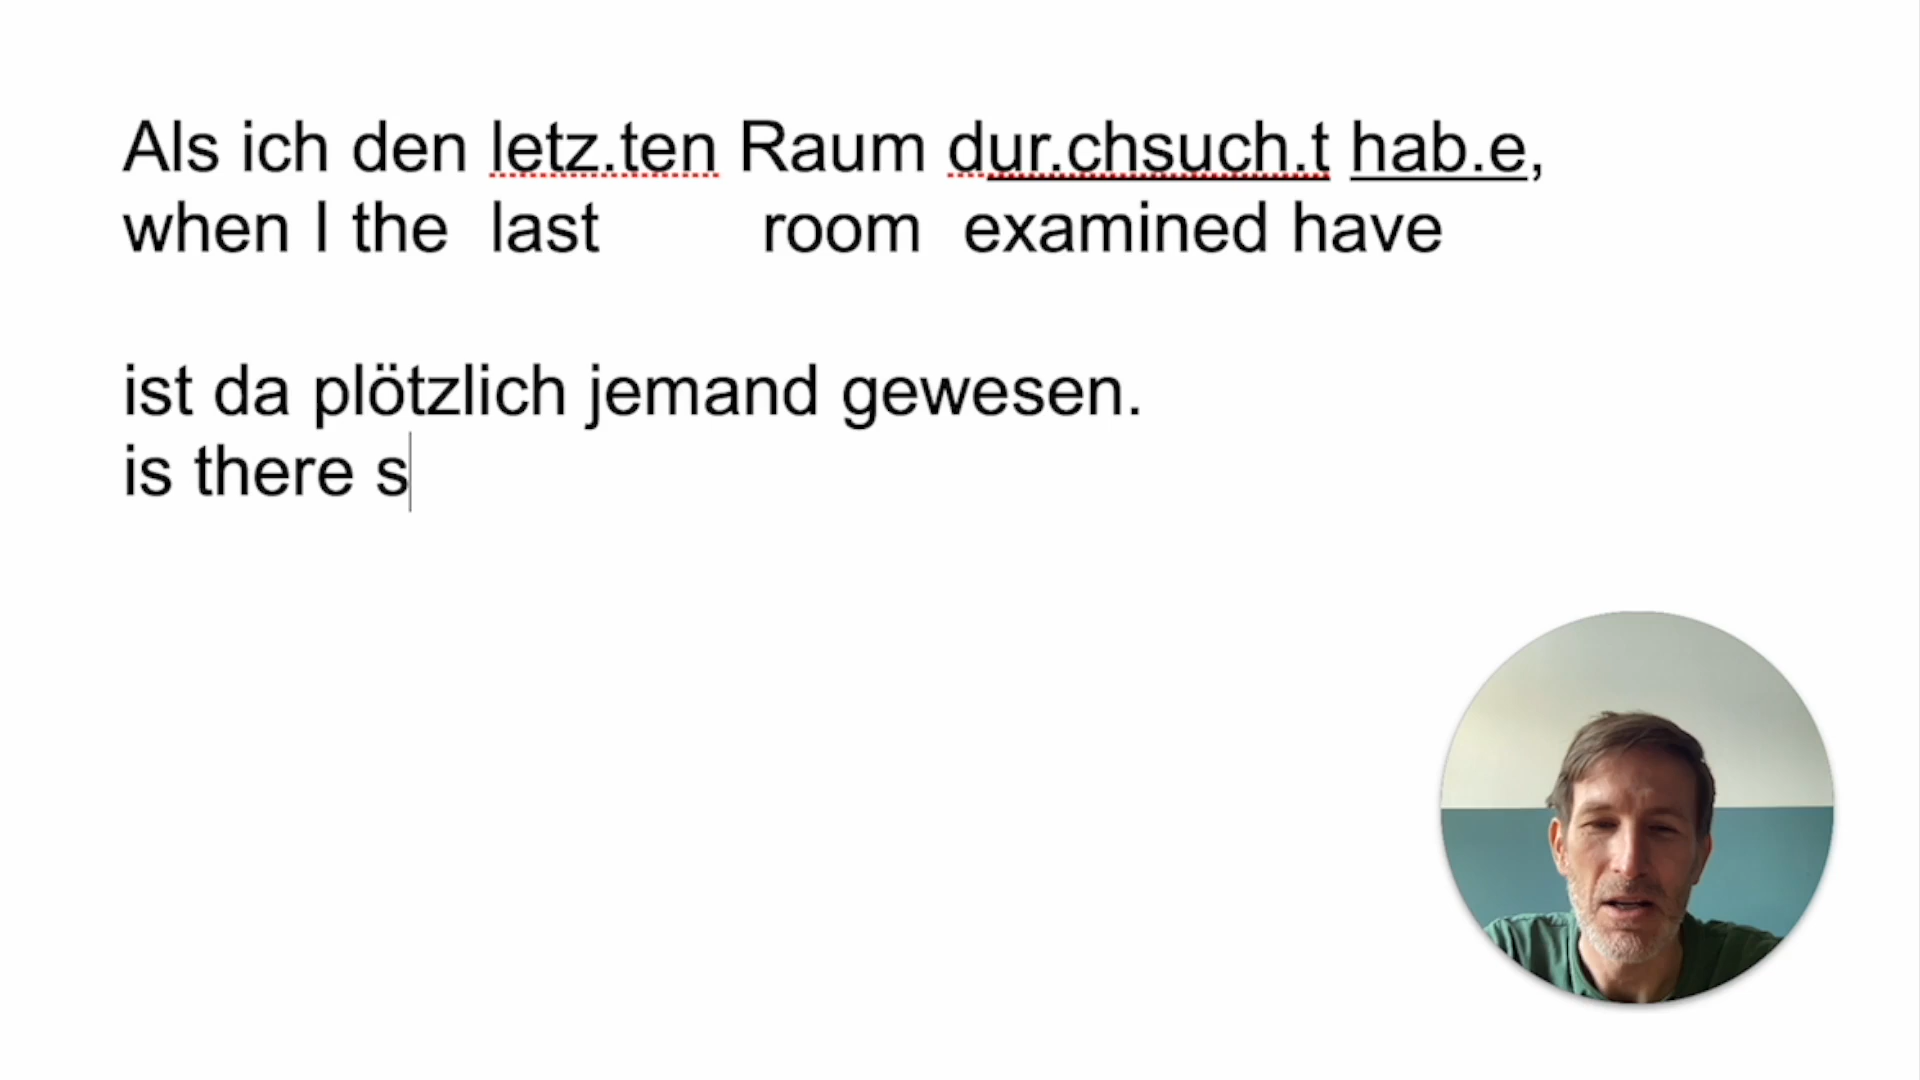 Als ich den letz.ten Raum dur.chsuch.t hab.e,
when I the last room examined have
ist da plötzlich jemand gewesen.
is there s